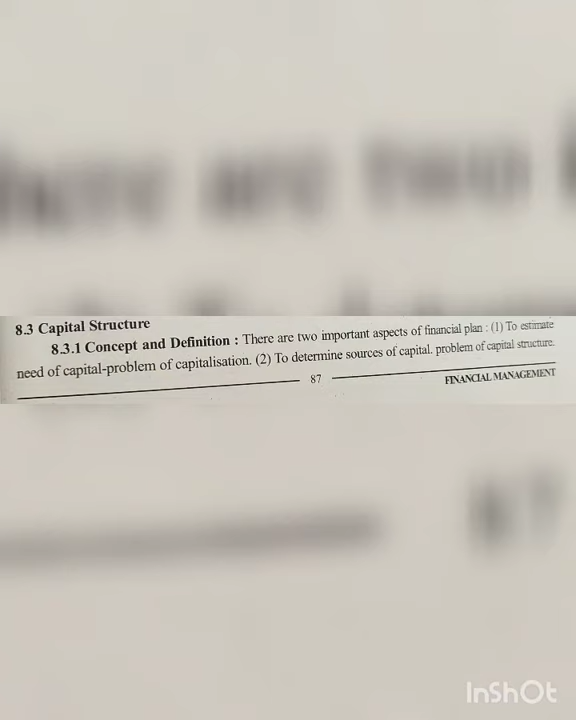 8.3 Capital Structure
8.3.1 Concept and Definition : There are two important aspects of financial plan : (1) To estimate
need of capital-problem of capitalisation. (2) To determine sources of capital. problem of capital structure.
87
FINANCIAL MANAGEMENT
InShOt